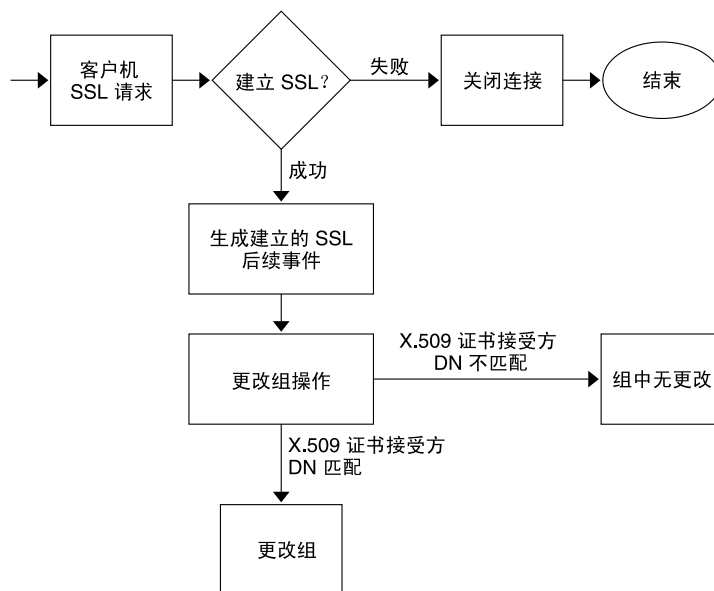 客户机
SSL 请求
建立 SSL？
失败
关闭连接
结束
成功
生成建立的 SSL
后续事件
更改组操作
X.509 证书接受方
DN 不匹配
组中无更改
X.509 证书接受方
DN 匹配
更改组